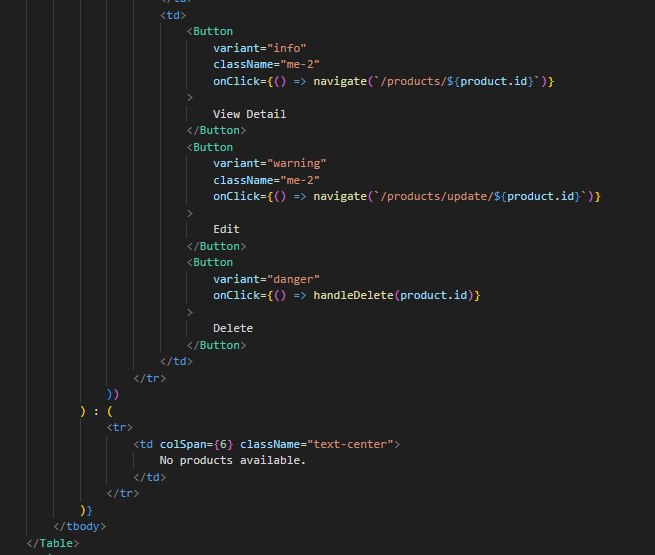 </td>
<td>
<Button
variant="info"
className="me-2"
onClick={() => navigate(`/products/${product.id}`)}
>
View Detail
</Button>
<Button
variant="warning"
className="me-2"
onClick={() => navigate(`/products/update/${product.id}`)}
>
Edit
</Button>
<Button
variant="danger"
onClick={() => handleDelete(product.id)}
>
Delete
</Button>
</td>
</tr>
))
) : (
<tr>
<td colSpan={6} className="text-center">
No products available.
</td>
</tr>
)}
</tbody>
</Table>